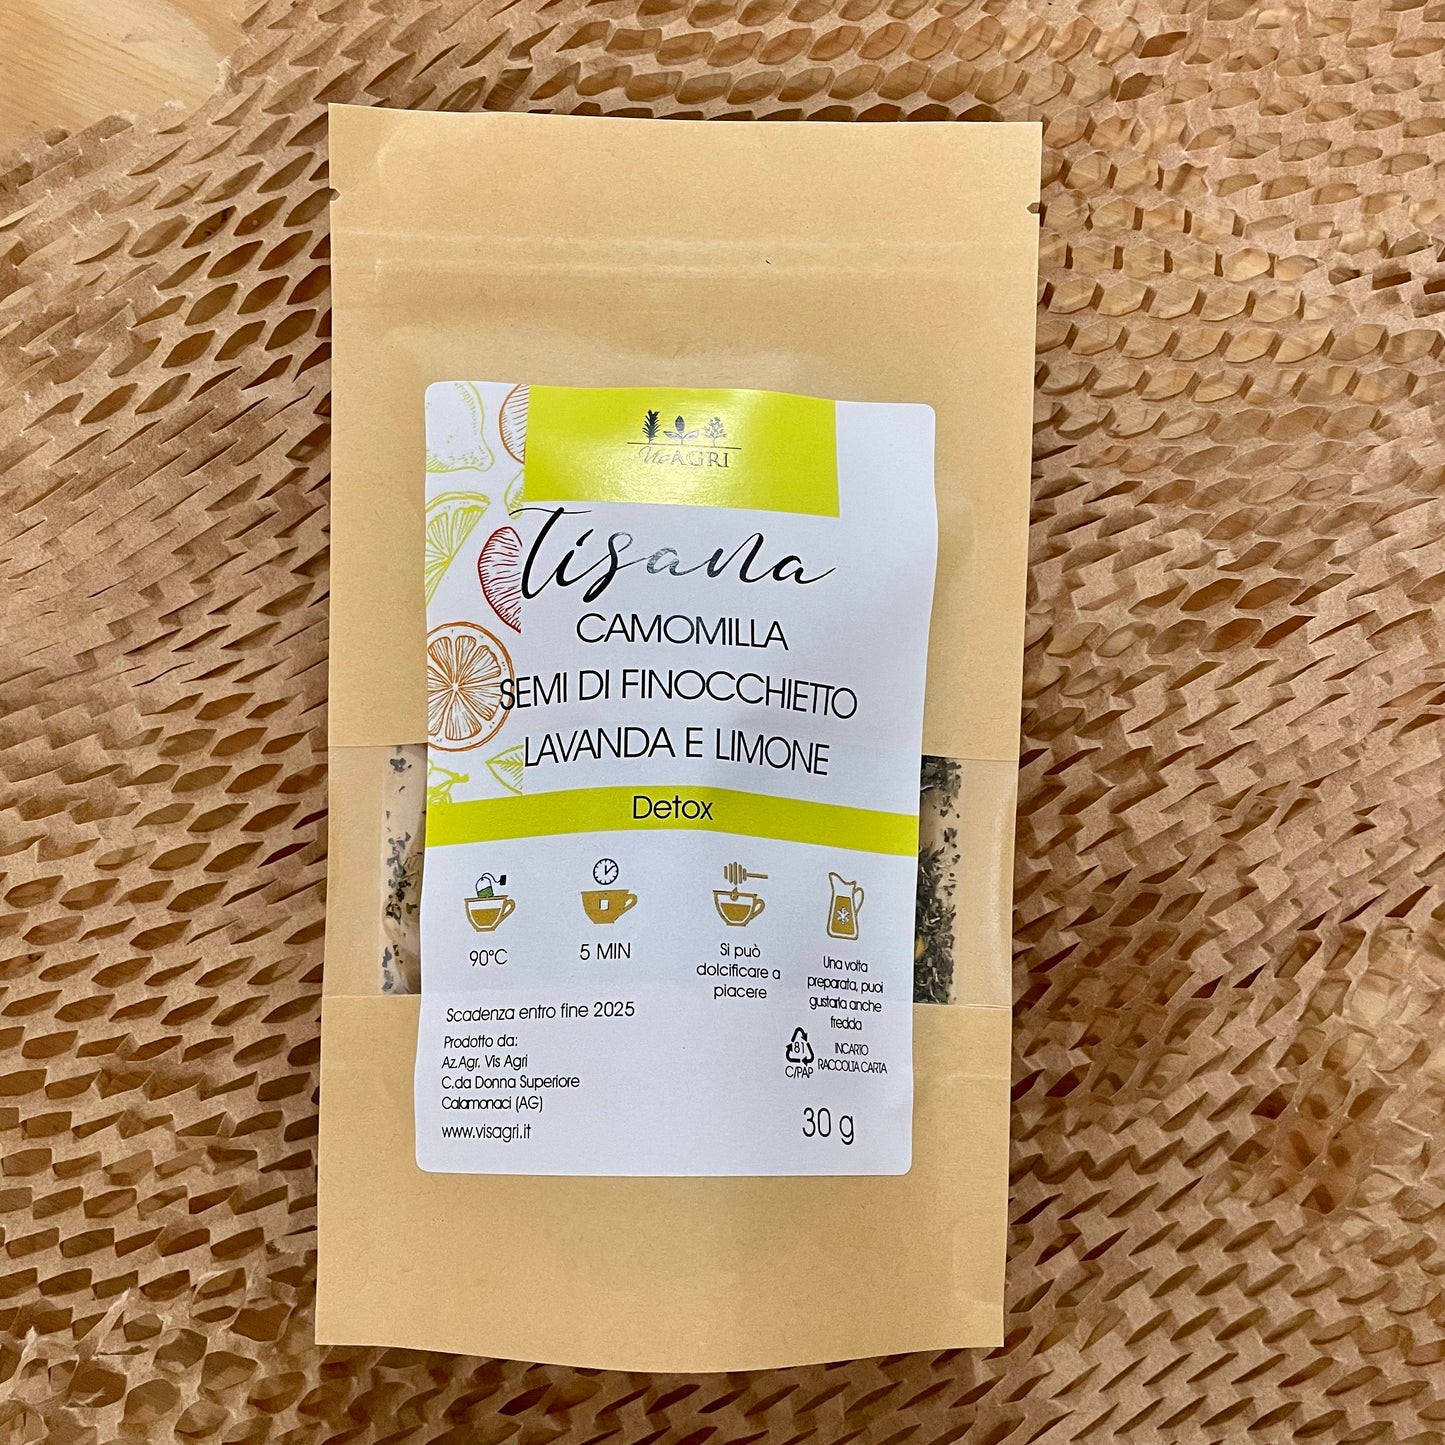 VisAGRI
Tisana
CAMOMILLA
SEMI DI FINOCCHIETTO
LAVANDA E LIMONE
Detox
90°C
5 MIN
Si può
dolcificare a
piacere
Una volta
preparata, puoi
gustarla anche
fredda
Scadenza entro fine 2025
Prodotto da:
Az.Agr. Vis Agri
C.da Donna Superiore
Calamonaci (AG)
www.visagri.it
81
C/PAP
INCARTO
RACCOLTA CARTA
30 g